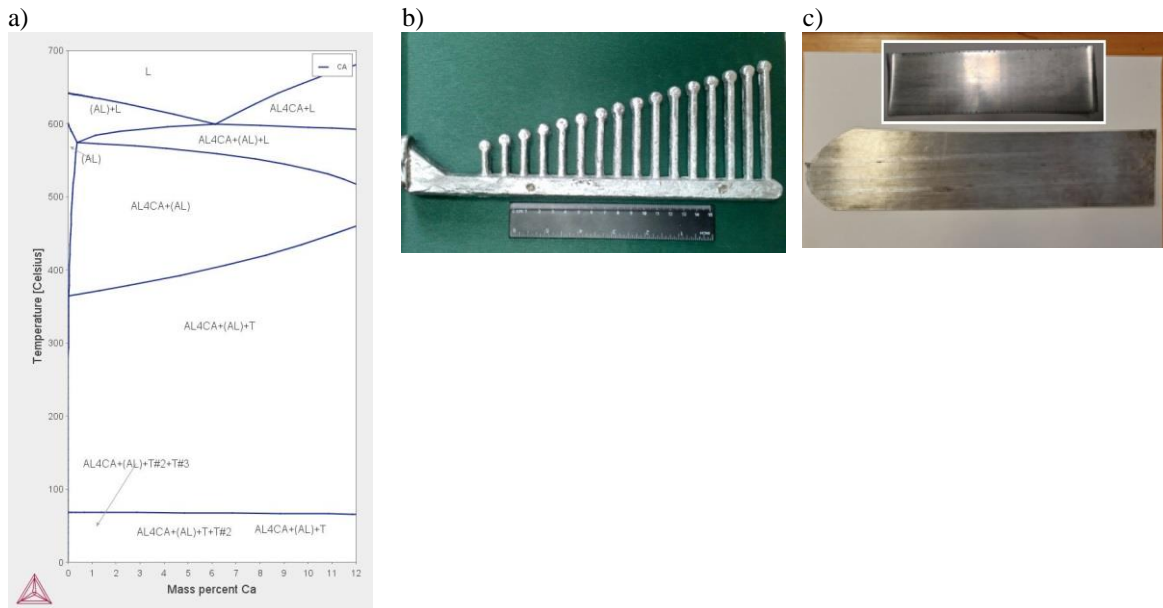 a)
b)
c)
700
CA
L
(AL)+L
AL4CA+L
600
AL4CA+(AL)+L
(AL)
500
AL4CA+(AL)
400
Temperature [Celsius]
AL4CA+(AL)+T
300
200
AL4CA+(AL)+T#2+T#3
100
AL4CA+(AL)+T+T#2
AL4CA+(AL)+T
0
0 1 2 3 4 5 6 7 8 9 10 11 12
Mass percent Ca